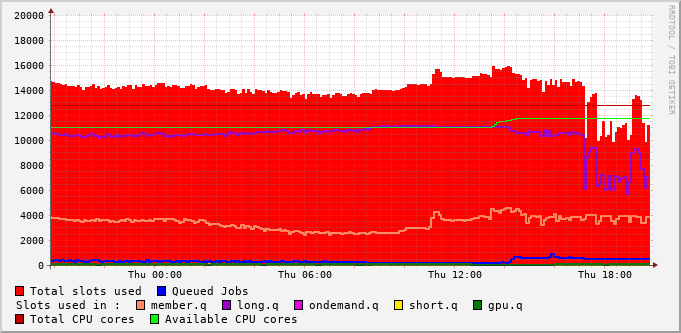 20000
18000
16000
14000
12000
10000
8000
6000
4000
2000
0
Thu 00:00 Thu 06:00 Thu 12:00 Thu 18:00
RRDTOOL / TOBI OETIKER
Total slots used Queued Jobs
Slots used in : member.q long.q ondemand.q short.q gpu.q
Total CPU cores Available CPU cores